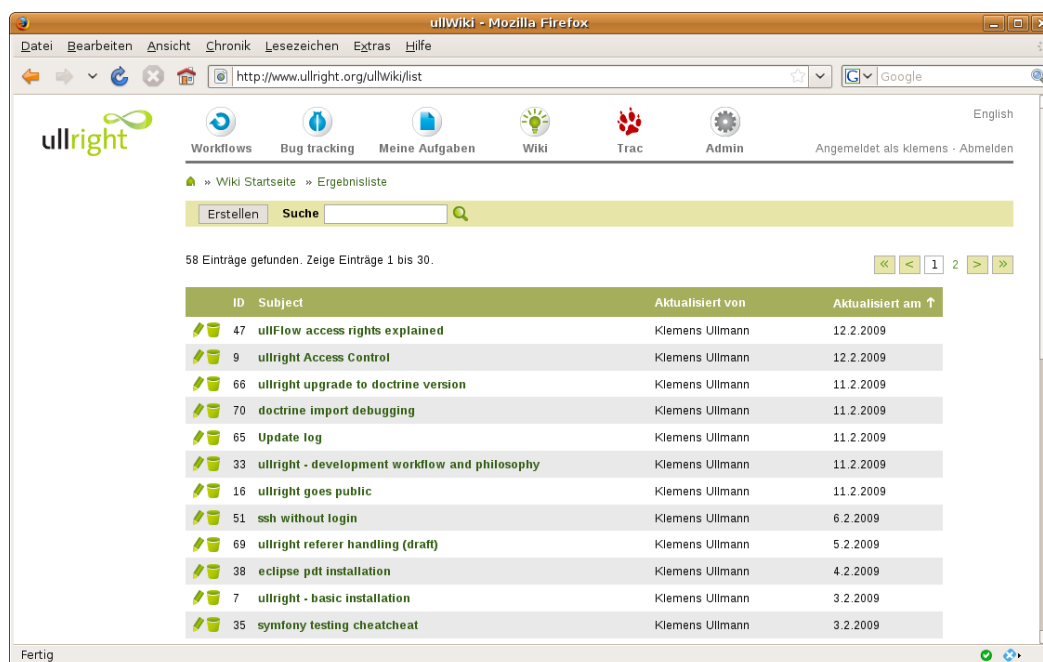 ullWiki - Mozilla Firefox
Datei Bearbeiten Ansicht Chronik Lesezeichen Extras Hilfe
http://www.ullright.org/ullWiki/list
Google
ullright
Workflows Bug tracking Meine Aufgaben Wiki Trac Admin
English
Angemeldet als klemens - Abmelden
» Wiki Startseite » Ergebnisliste
Erstellen Suche
58 Einträge gefunden. Zeige Einträge 1 bis 30.
« < 1 2 > »
ID Subject Aktualisiert von Aktualisiert am ↑
47 ullFlow access rights explained Klemens Ullmann 12.2.2009
9 ullright Access Control Klemens Ullmann 12.2.2009
66 ullright upgrade to doctrine version Klemens Ullmann 11.2.2009
70 doctrine import debugging Klemens Ullmann 11.2.2009
65 Update log Klemens Ullmann 11.2.2009
33 ullright - development workflow and philosophy Klemens Ullmann 11.2.2009
16 ullright goes public Klemens Ullmann 11.2.2009
51 ssh without login Klemens Ullmann 6.2.2009
69 ullright referer handling (draft) Klemens Ullmann 5.2.2009
38 eclipse pdt installation Klemens Ullmann 4.2.2009
7 ullright - basic installation Klemens Ullmann 3.2.2009
35 symfony testing cheatcheat Klemens Ullmann 3.2.2009
Fertig